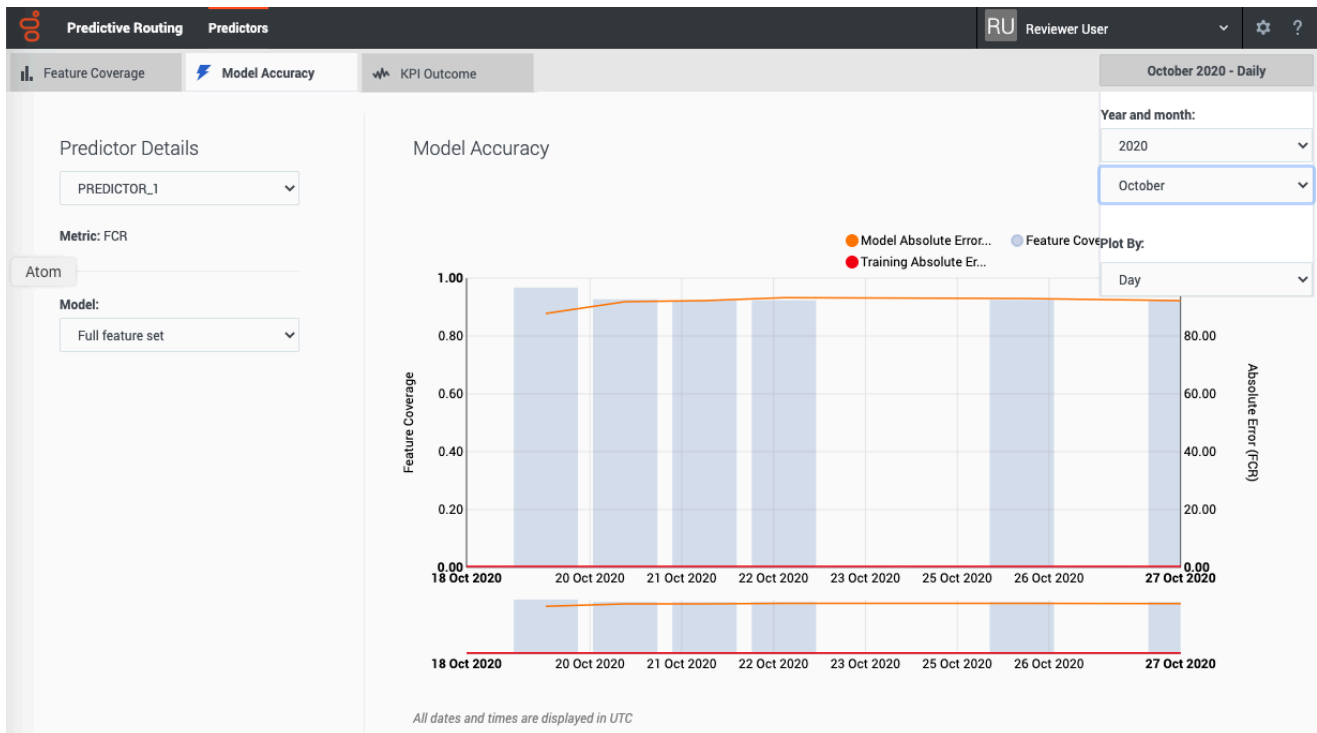 Predictive Routing Predictors RU Reviewer User ?
Feature Coverage Model Accuracy KPI Outcome October 2020 - Daily
Year and month:
2020
October
Plot By:
Day
Predictor Details
PREDICTOR_1
Metric: FCR
Atom
Model:
Full feature set
Model Accuracy
Model Absolute Error... Feature Cove
Training Absolute Er...
1.00
0.80
0.60
0.40
0.20
0.00
Feature Coverage
80.00
60.00
40.00
20.00
0.00
Absolute Error (FCR)
18 Oct 2020 20 Oct 2020 21 Oct 2020 22 Oct 2020 23 Oct 2020 25 Oct 2020 26 Oct 2020 27 Oct 2020
18 Oct 2020 20 Oct 2020 21 Oct 2020 22 Oct 2020 23 Oct 2020 25 Oct 2020 26 Oct 2020 27 Oct 2020
All dates and times are displayed in UTC